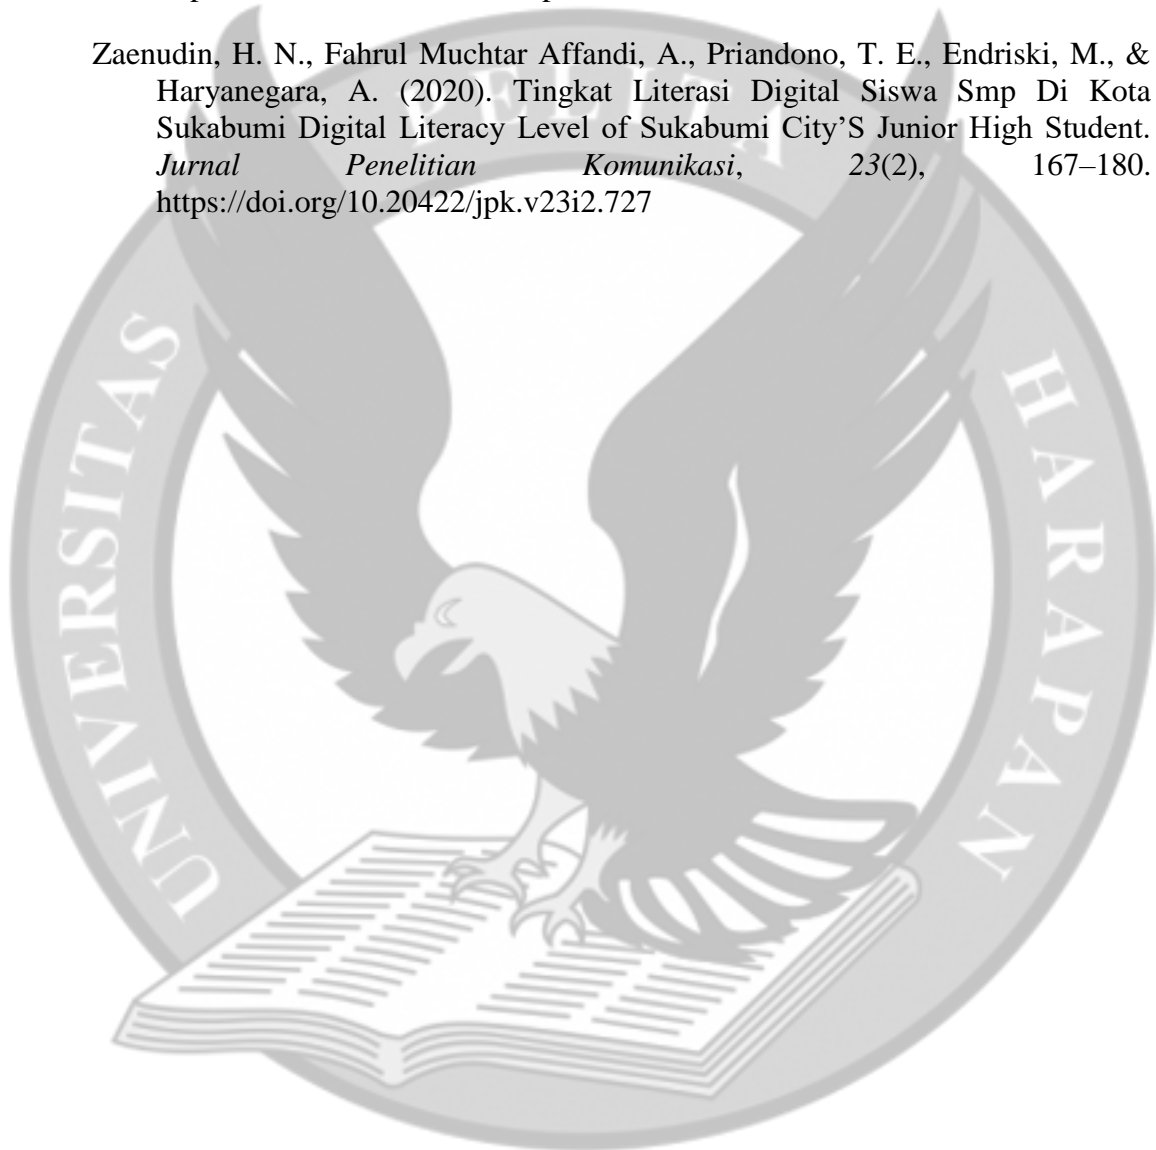 Zaenudin, H. N., Fahrul Muchtar Affandi, A., Priandono, T. E., Endriski, M., &
Haryanegara, A. (2020). Tingkat Literasi Digital Siswa Smp Di Kota
Sukabumi Digital Literacy Level of Sukabumi City'S Junior High Student.
Jurnal Penelitian Komunikasi, 23(2), 167–180.
https://doi.org/10.20422/jpk.v23i2.727
UNIVERSITAS
PELITA
HARAPAN